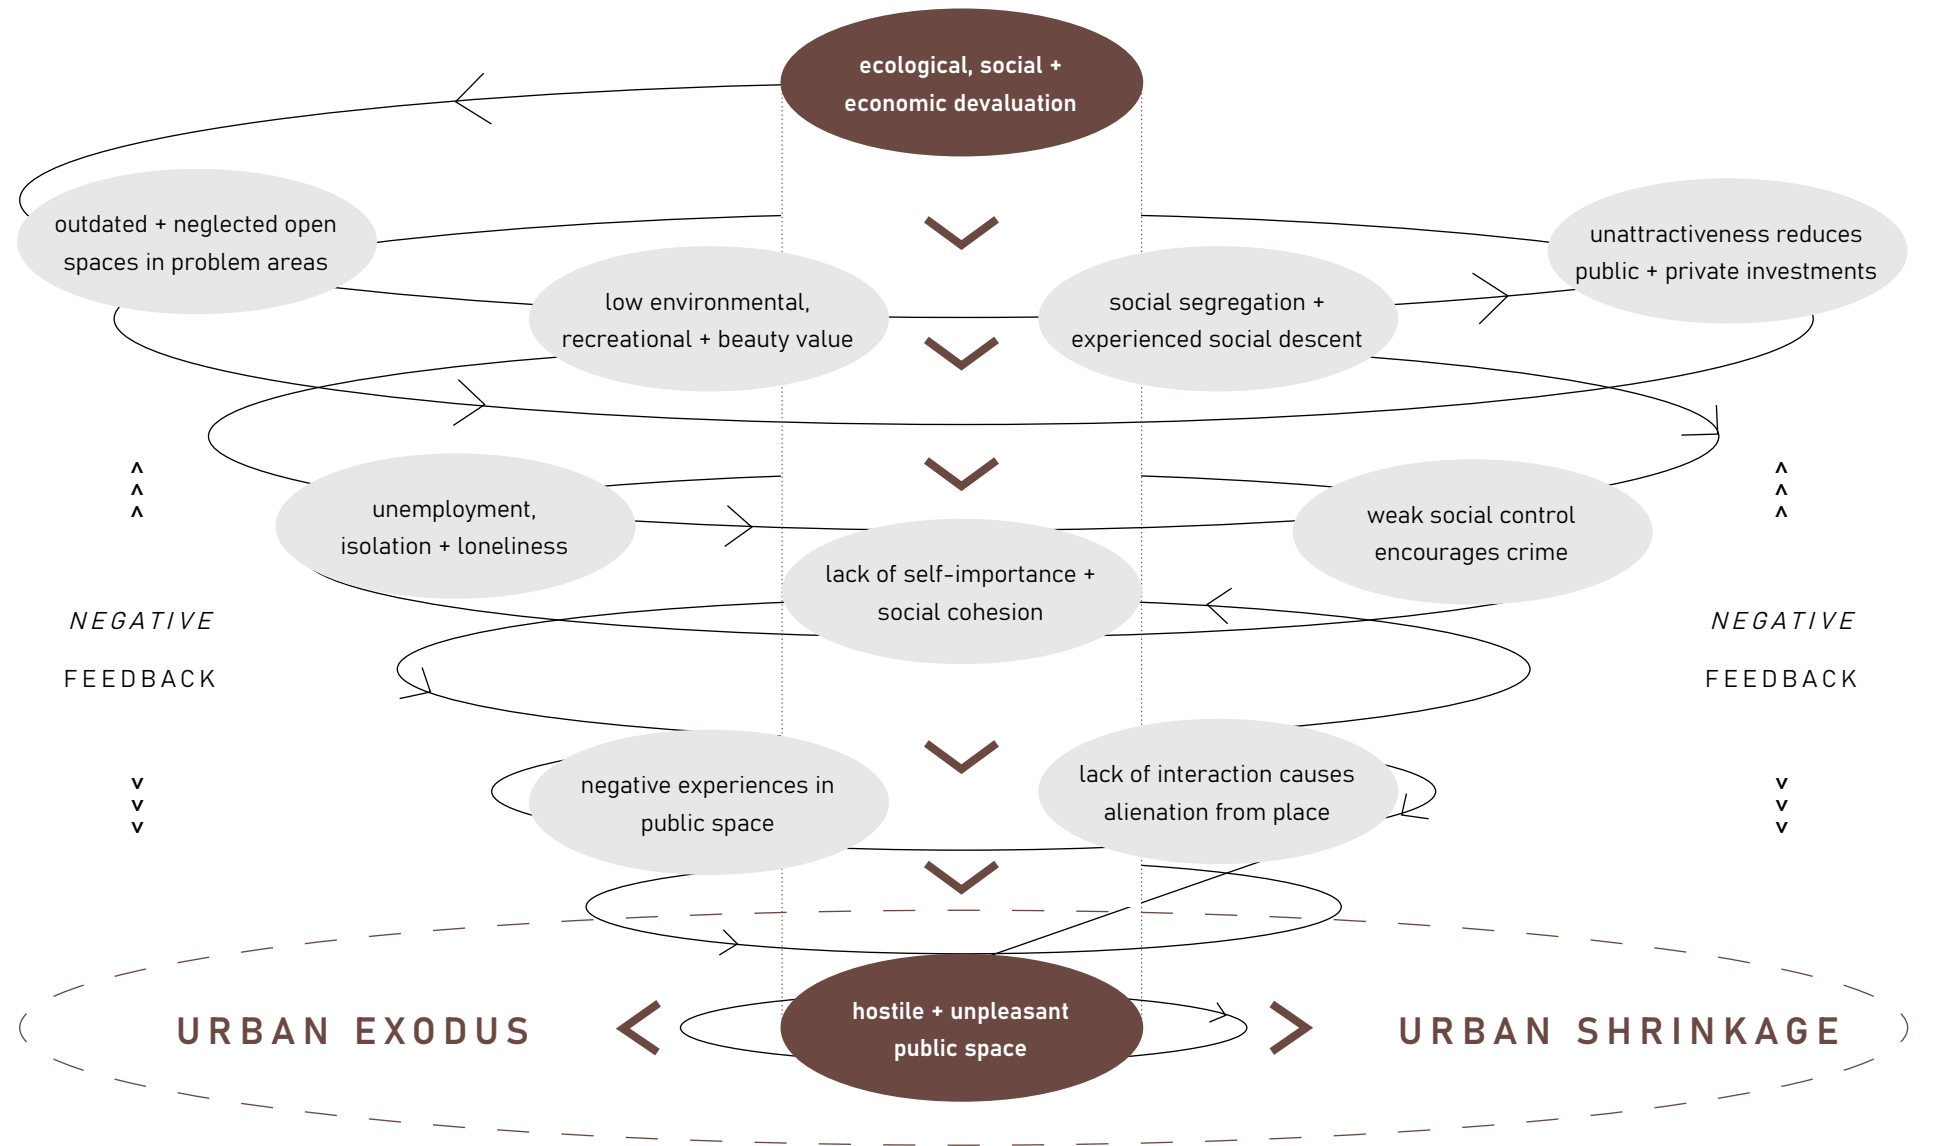 ecological, social +
economic devaluation
outdated + neglected open
spaces in problem areas
unattractiveness reduces
public + private investments
low environmental,
recreational + beauty value
social segregation +
experienced social descent
unemployment,
isolation + loneliness
weak social control
encourages crime
lack of self-importance +
social cohesion
NEGATIVE
FEEDBACK
NEGATIVE
FEEDBACK
negative experiences in
public space
lack of interaction causes
alienation from place
hostile + unpleasant
public space
URBAN EXODUS
URBAN SHRINKAGE